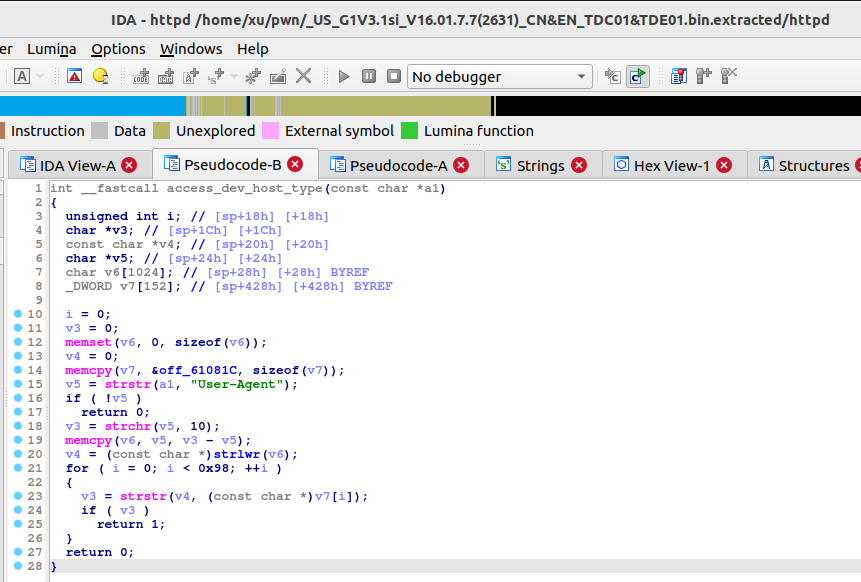 IDA - httpd /home/xu/pwn/_US_G1V3.1si_V16.01.7.7(2631)_CN&EN_TDC01&TDE01.bin.extracted/httpd
er Lumina Options Windows Help
No debugger
Instruction Data Unexplored External symbol Lumina function
IDA View-A Pseudocode-B Pseudocode-A Strings Hex View-1 Structures
1 int __fastcall access_dev_host_type(const char *a1)
2 {
3 unsigned int i; // [sp+18h] [+18h]
4 char *v3; // [sp+1Ch] [+1Ch]
5 const char *v4; // [sp+20h] [+20h]
6 char *v5; // [sp+24h] [+24h]
7 char v6[1024]; // [sp+28h] [+28h] BYREF
8 _DWORD v7[152]; // [sp+428h] [+428h] BYREF
9
10 i = 0;
11 v3 = 0;
12 memset(v6, 0, sizeof(v6));
13 v4 = 0;
14 memcpy(v7, &off_61081C, sizeof(v7));
15 v5 = strstr(a1, "User-Agent");
16 if ( !v5 )
17 return 0;
18 v3 = strchr(v5, 10);
19 memcpy(v6, v5, v3 - v5);
20 v4 = (const char *)strlwr(v6);
21 for ( i = 0; i < 0x98; ++i )
22 {
23 v3 = strstr(v4, (const char *)v7[i]);
24 if ( v3 )
25 return 1;
26 }
27 return 0;
28 }